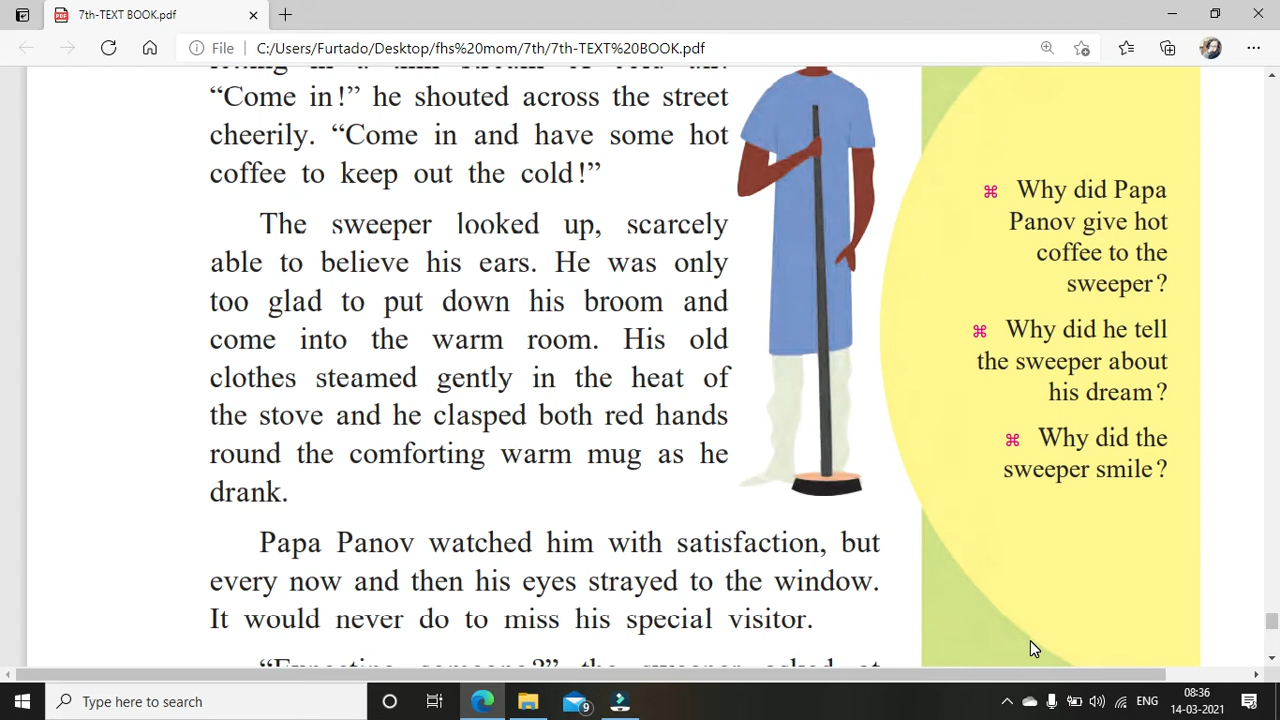 7th-TEXT BOOK.pdf
File
C:/Users/Furtado/Desktop/fhs%20mom/7th/7th-TEXT%20BOOK.pdf
“Come in!” he shouted across the street
cheerily. “Come in and have some hot
coffee to keep out the cold!”
The sweeper looked up, scarcely
able to believe his ears. He was only
too glad to put down his broom and
come into the warm room. His old
clothes steamed gently in the heat of
the stove and he clasped both red hands
round the comforting warm mug as he
drank.
Papa Panov watched him with satisfaction, but
every now and then his eyes strayed to the window.
It would never do to miss his special visitor.
“Expecting someone?” the sweeper asked at
⌘ Why did Papa
Panov give hot
coffee to the
sweeper?
⌘ Why did he tell
the sweeper about
his dream?
⌘ Why did the
sweeper smile?
Type here to search
9
ENG
08:36
14-03-2021